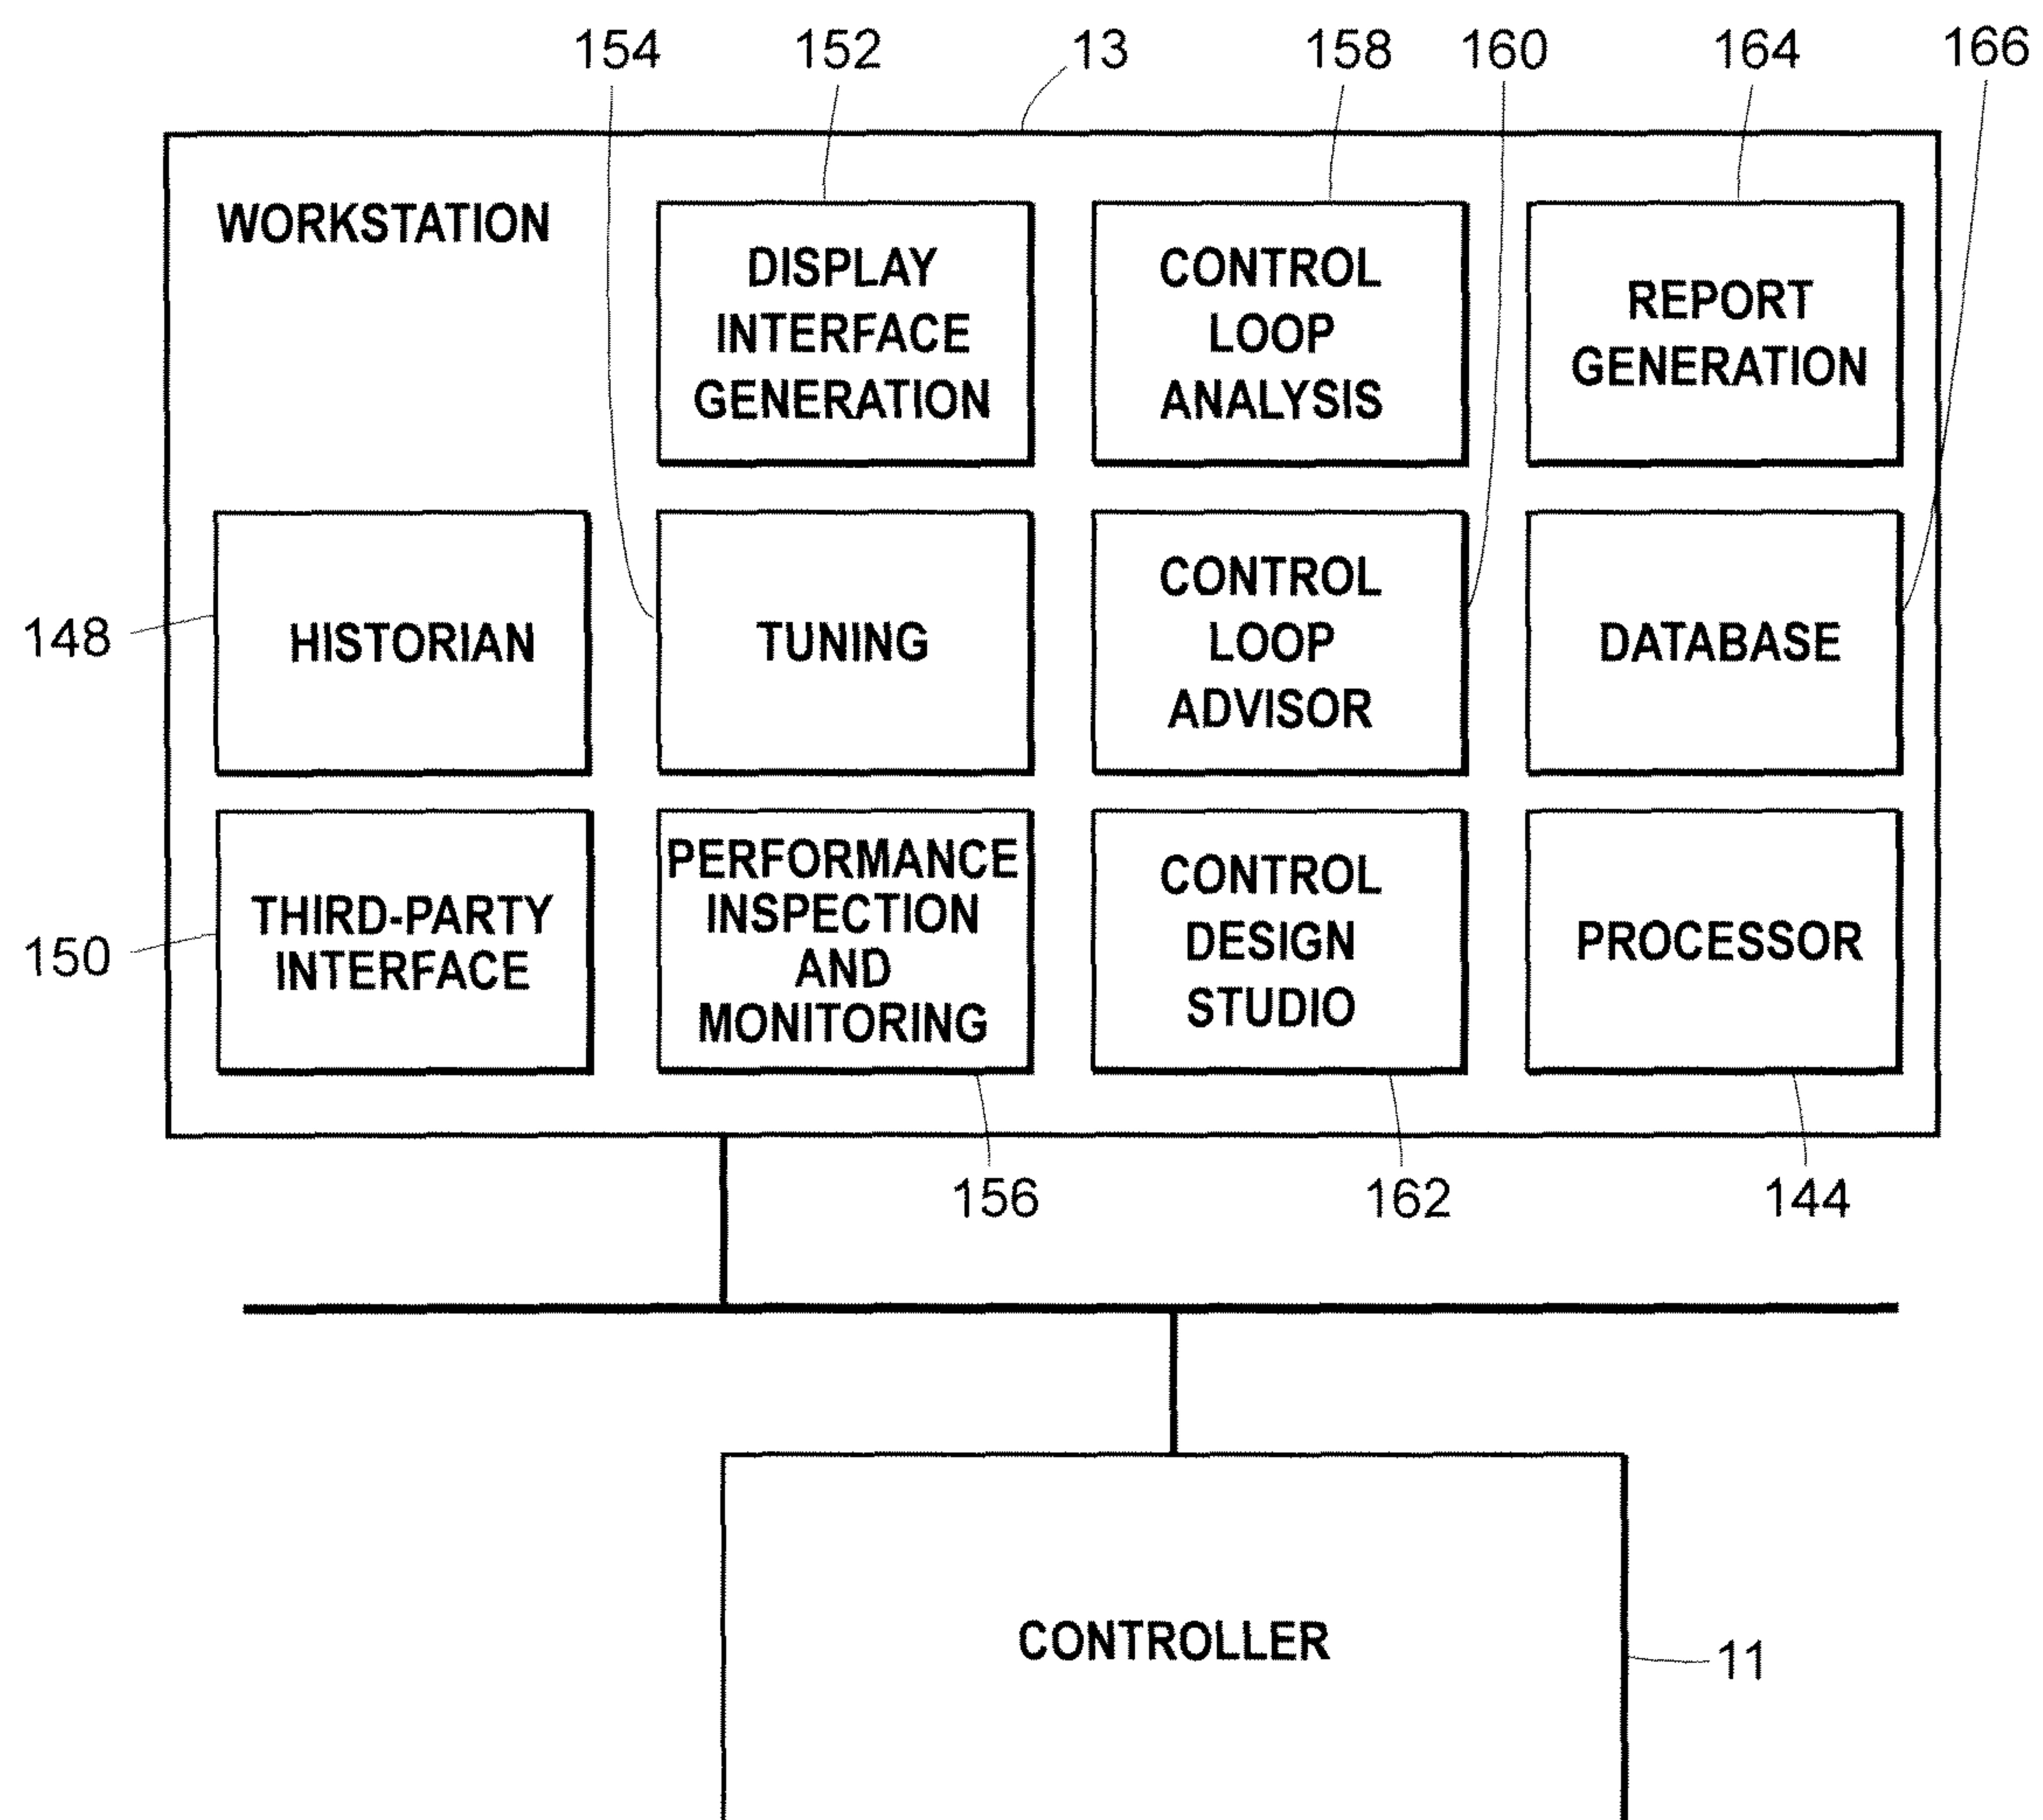 154 152 13 158 160 164 166
WORKSTATION
DISPLAY
INTERFACE
GENERATION
CONTROL
LOOP
ANALYSIS
REPORT
GENERATION
148
HISTORIAN
TUNING
CONTROL
LOOP
ADVISOR
DATABASE
150
THIRD-PARTY
INTERFACE
PERFORMANCE
INSPECTION
AND
MONITORING
CONTROL
DESIGN
STUDIO
PROCESSOR
156 162 144
CONTROLLER
11